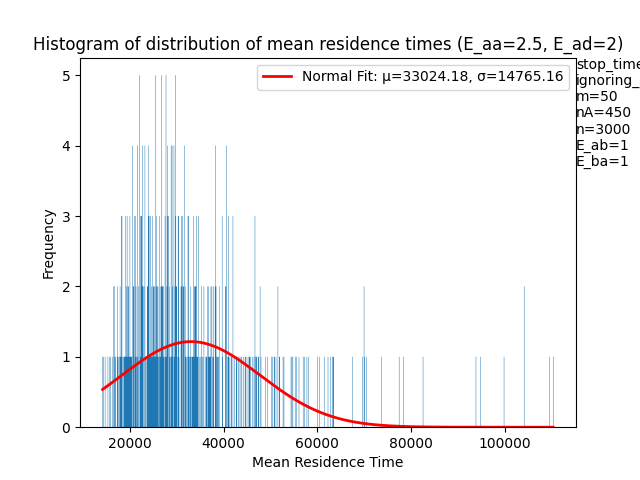 Histogram of distribution of mean residence times (E_aa=2.5, E_ad=2)
Normal Fit: μ=33024.18, σ=14765.16
m=50
nA=450
n=3000
E_ab=1
E_ba=1
Frequency
5
4
3
2
1
0
20000 40000 60000 80000 100000
Mean Residence Time